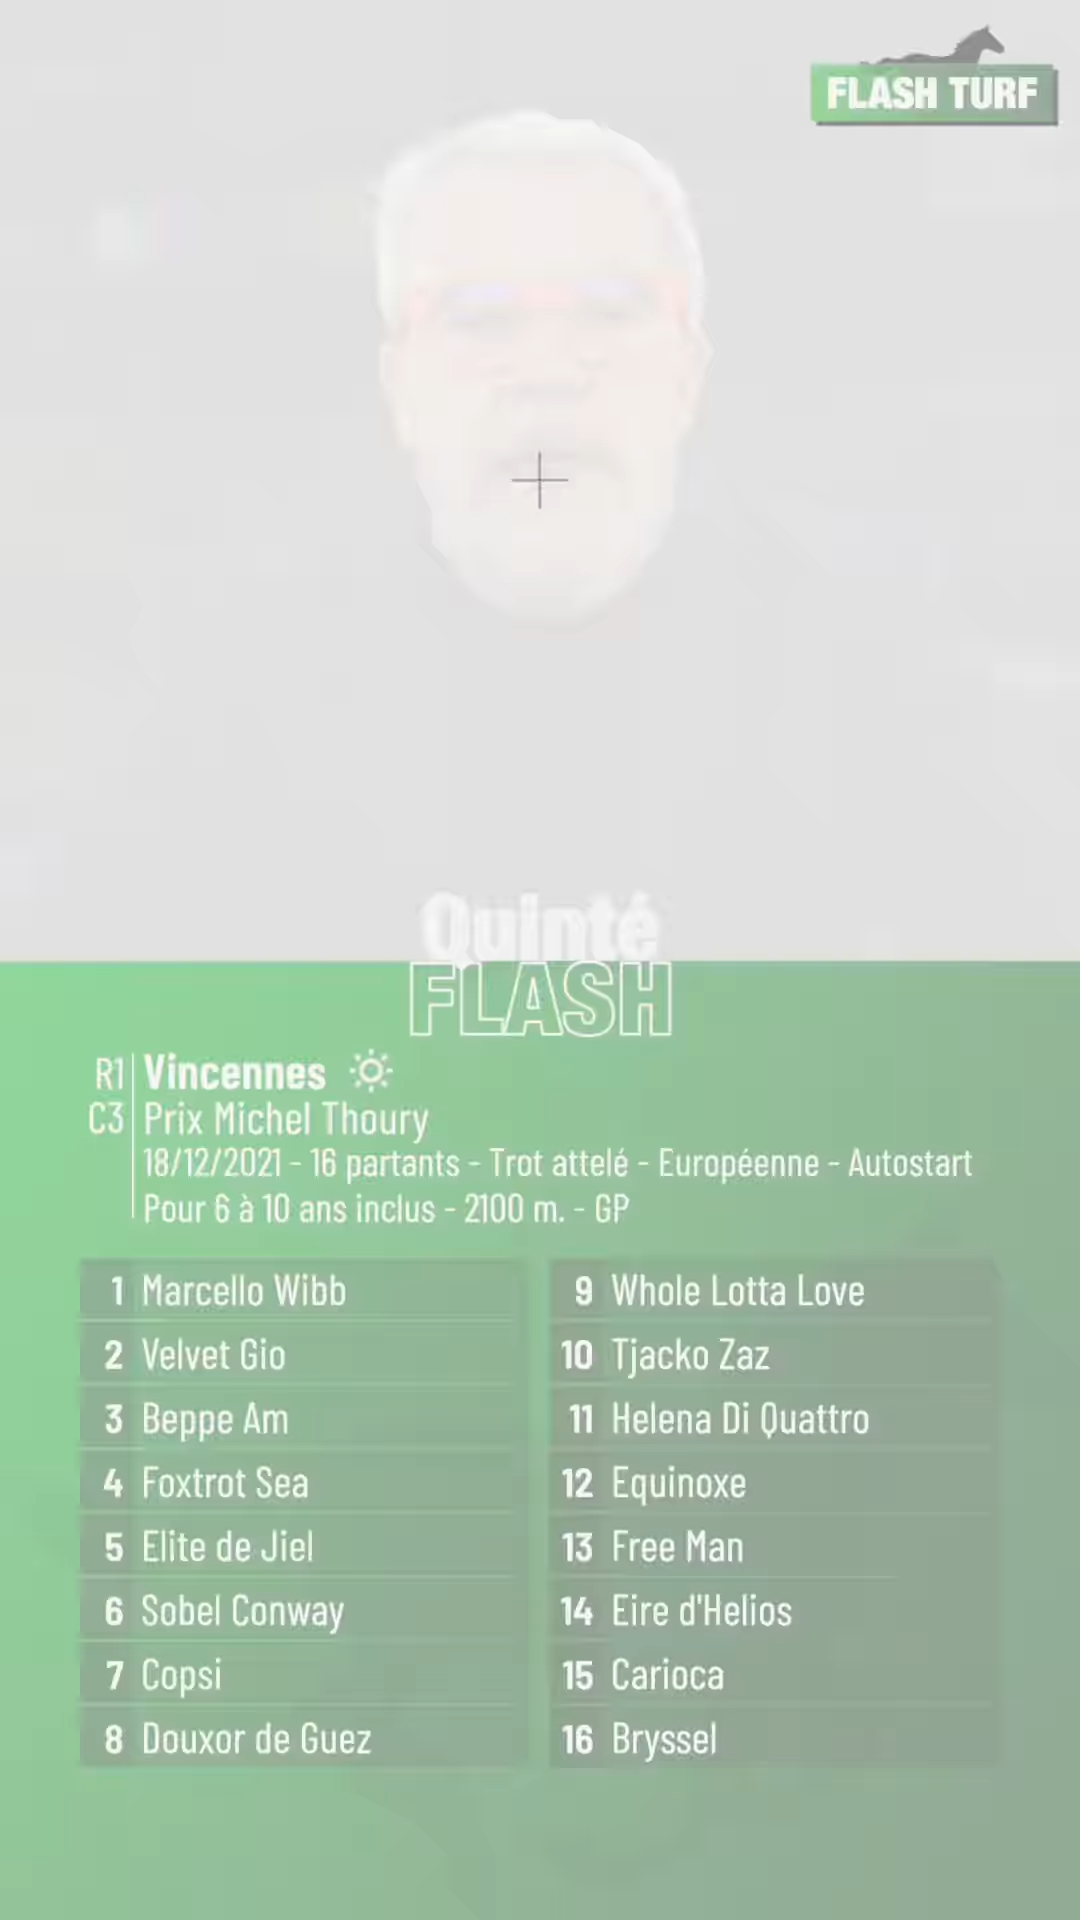 FLASH TURF
Quinté
FLASH
R1 Vincennes
C3 Prix Michel Thoury
18/12/2021 - 16 partants - Trot attelé - Européenne - Autostart
Pour 6 à 10 ans inclus - 2100 m. - GP
1 Marcello Wibb
2 Velvet Gio
3 Beppe Am
4 Foxtrot Sea
5 Elite de Jiel
6 Sobel Conway
7 Copsi
8 Douxor de Guez
9 Whole Lotta Love
10 Tjacko Zaz
11 Helena Di Quattro
12 Equinoxe
13 Free Man
14 Eire d'Helios
15 Carioca
16 Bryssel